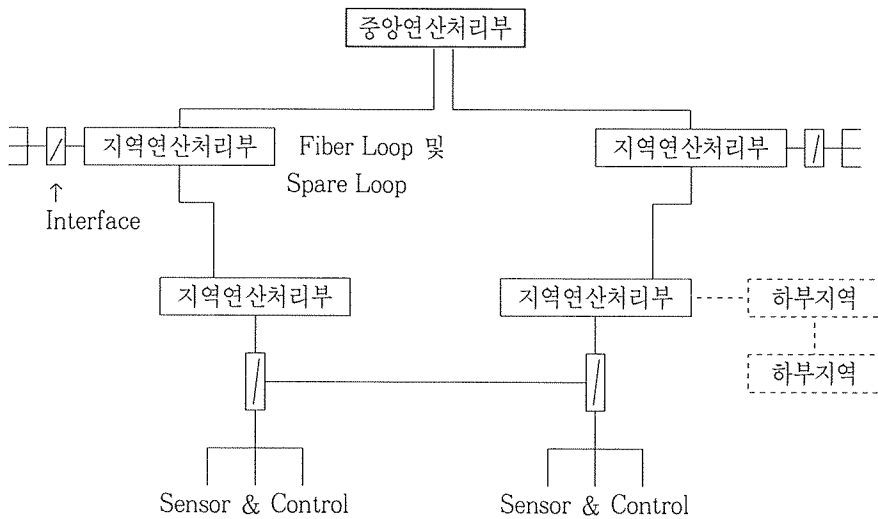 중앙연산처리부
지역연산처리부
Fiber Loop 및
Spare Loop
지역연산처리부
↑
Interface
지역연산처리부
지역연산처리부
하부지역
하부지역
Sensor & Control
Sensor & Control